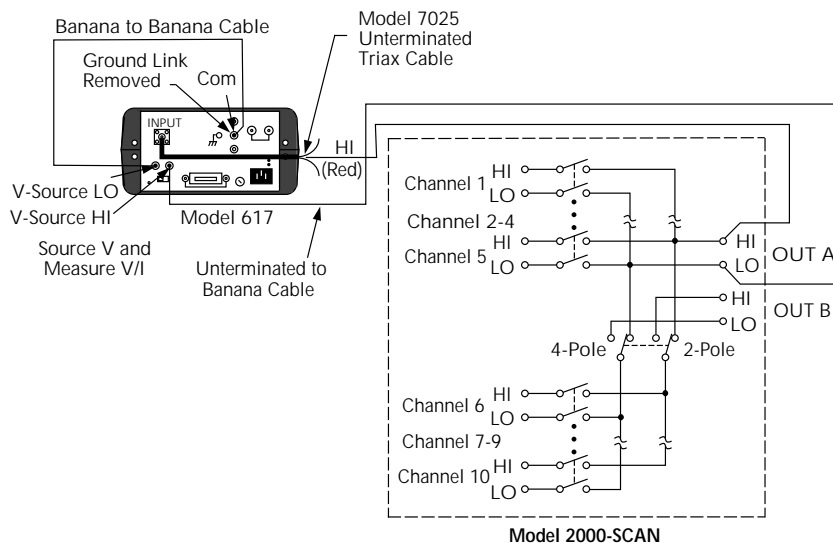 Banana to Banana Cable
Ground Link
Removed
Com
Model 7025
Unterminated
Triax Cable
INPUT
HI
(Red)
V-Source LO
V-Source HI
Model 617
Source V and
Measure V/I
Unterminated to
Banana Cable
Channel 1
HI
LO
Channel 2-4
Channel 5
HI
LO
HI
LO
OUT A
HI
LO
OUT B
4-Pole
2-Pole
Channel 6
HI
LO
Channel 7-9
Channel 10
HI
LO
Model 2000-SCAN